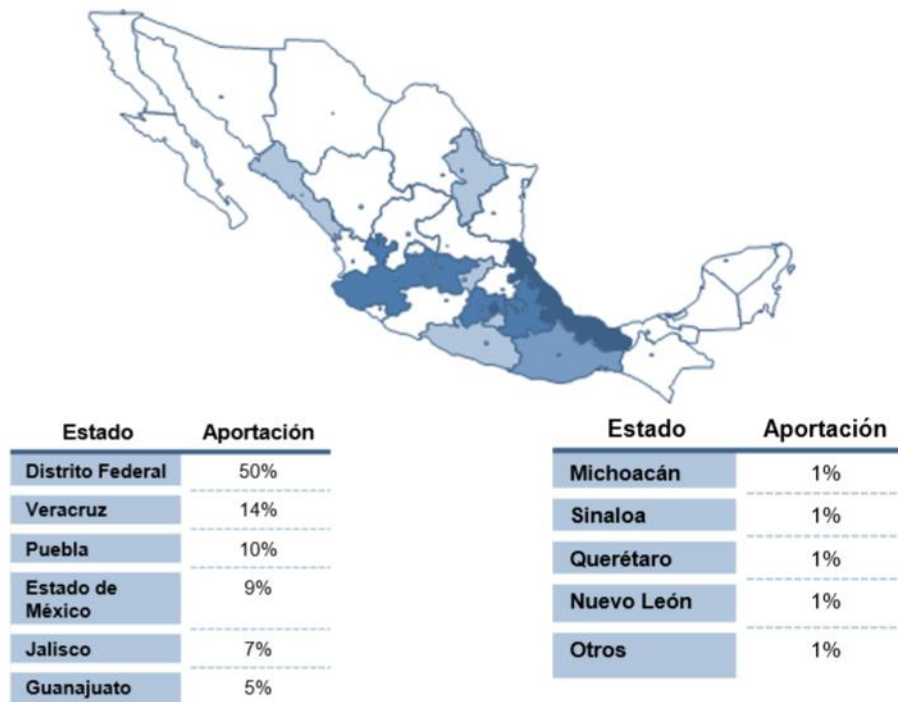 Estado Aportación
Distrito Federal 50%
Veracruz 14%
Puebla 10%
Estado de
México 9%
Jalisco 7%
Guanajuato 5%
Estado Aportación
Michoacán 1%
Sinaloa 1%
Querétaro 1%
Nuevo León 1%
Otros 1%